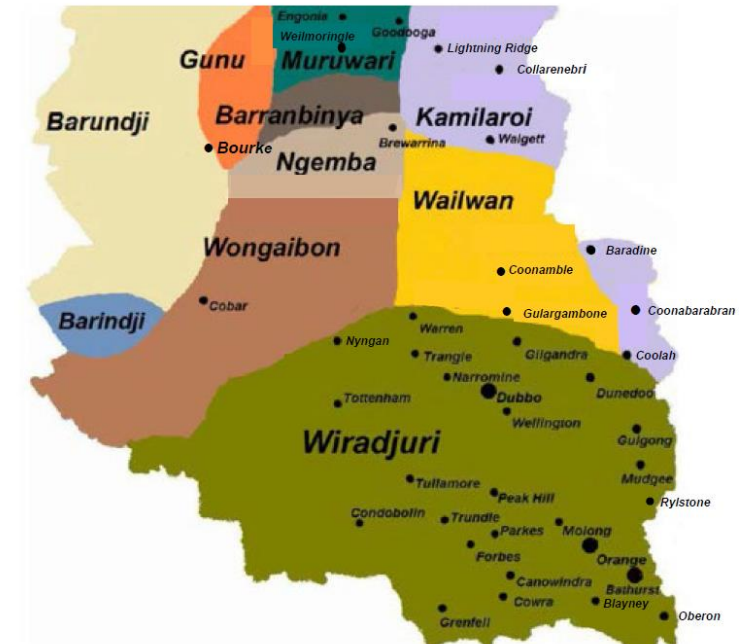 Engonia
Goodooga
Weilmoringle
Lightning Ridge
Gunu
Muruwari
Collarenebri
Barundji
Barranbinya
Kamilaroi
Bourke
Brewarrina
Walgett
Ngemba
Wailwan
Wongaibon
Baradine
Coonamble
Cobar
Barindji
Gulargambone
Coonabarabran
Warren
Nyngan
Trangie
Gilgandra
Coolah
Narromine
Dubbo
Dunedoo
Tottenham
Wellington
Wiradjuri
Gulgong
Mudgee
Tullamore
Peak Hill
Rylstone
Condobolin
Trundle
Parkes
Molong
Forbes
Orange
Canowindra
Bathurst
Cowra
Blayney
Grenfell
Oberon